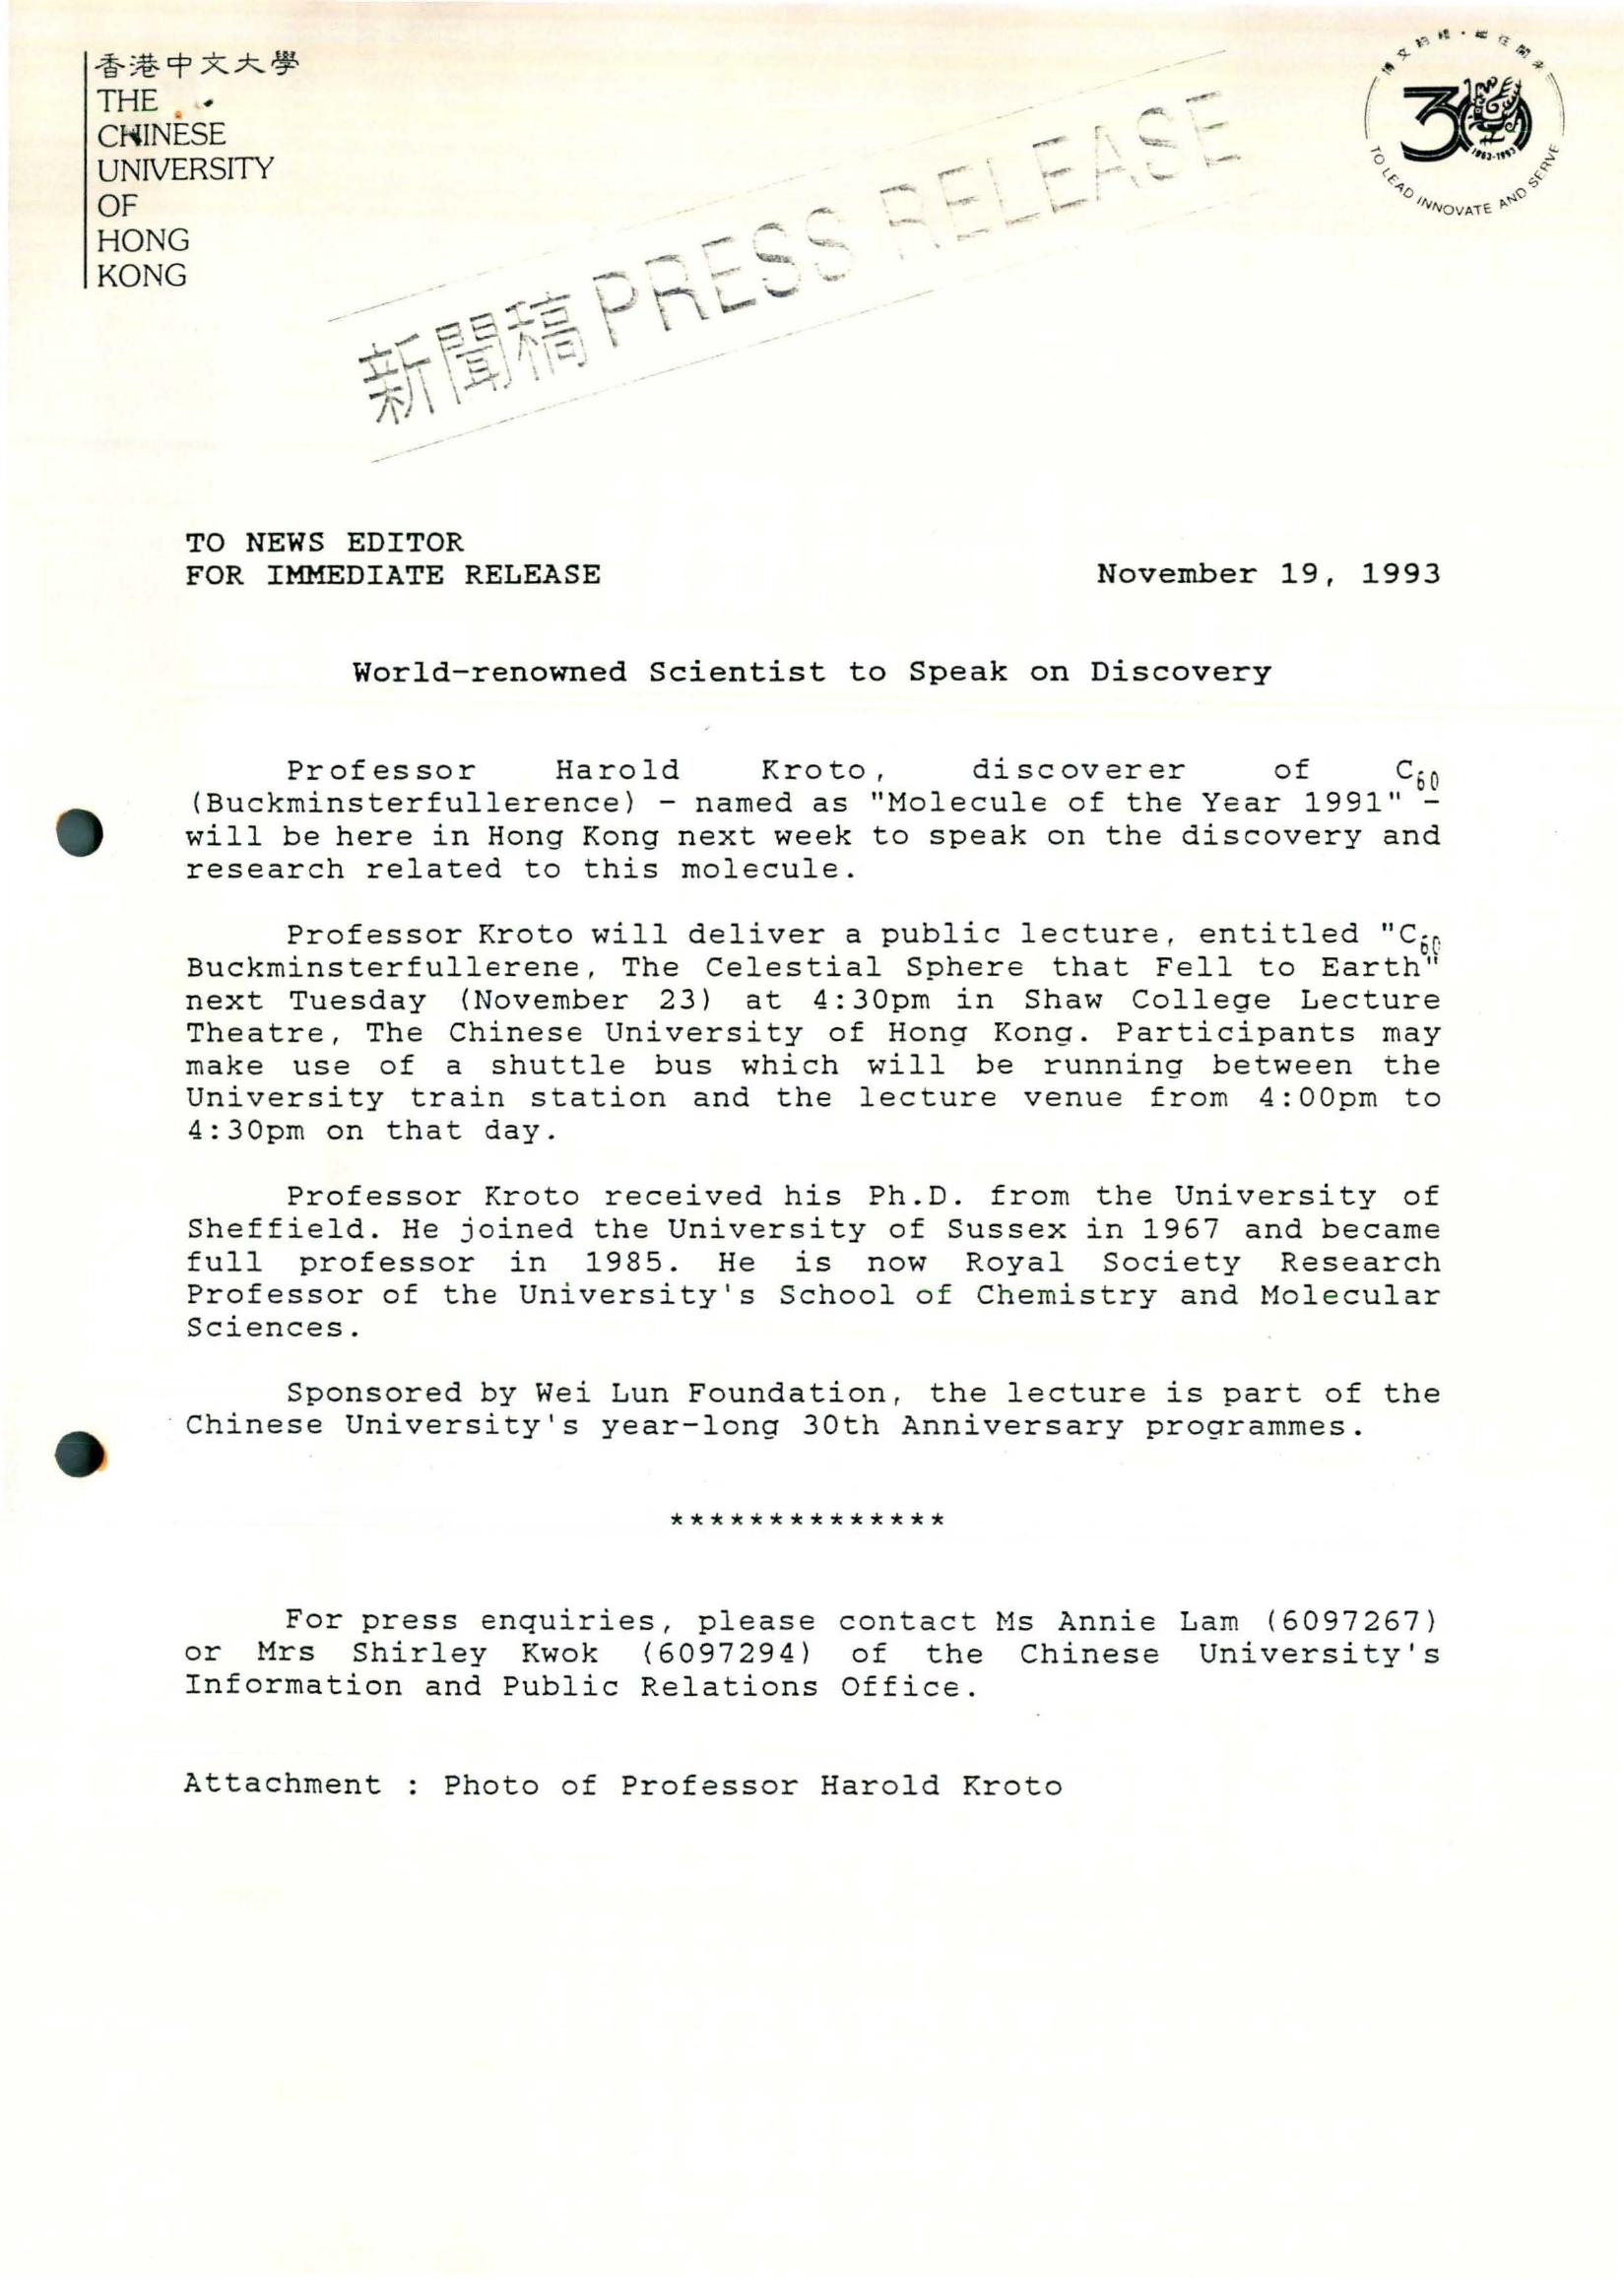 香港中文大學
THE
CHINESE
UNIVERSITY
OF
HONG
KONG
博文約禮・繼往開來
30
1963-1993
TO LEAD INNOVATE AND SERVE
新聞稿 PRESS RELEASE
TO NEWS EDITOR
FOR IMMEDIATE RELEASE November 19, 1993
World-renowned Scientist to Speak on Discovery
Professor Harold Kroto, discoverer of C60
(Buckminsterfullerence) - named as "Molecule of the Year 1991" -
will be here in Hong Kong next week to speak on the discovery and
research related to this molecule.
Professor Kroto will deliver a public lecture, entitled "C60
Buckminsterfullerene, The Celestial Sphere that Fell to Earth"
next Tuesday (November 23) at 4:30pm in Shaw College Lecture
Theatre, The Chinese University of Hong Kong. Participants may
make use of a shuttle bus which will be running between the
University train station and the lecture venue from 4:00pm to
4:30pm on that day.
Professor Kroto received his Ph.D. from the University of
Sheffield. He joined the University of Sussex in 1967 and became
full professor in 1985. He is now Royal Society Research
Professor of the University's School of Chemistry and Molecular
Sciences.
Sponsored by Wei Lun Foundation, the lecture is part of the
Chinese University's year-long 30th Anniversary programmes.
**************
For press enquiries, please contact Ms Annie Lam (6097267)
or Mrs Shirley Kwok (6097294) of the Chinese University's
Information and Public Relations Office.
Attachment : Photo of Professor Harold Kroto